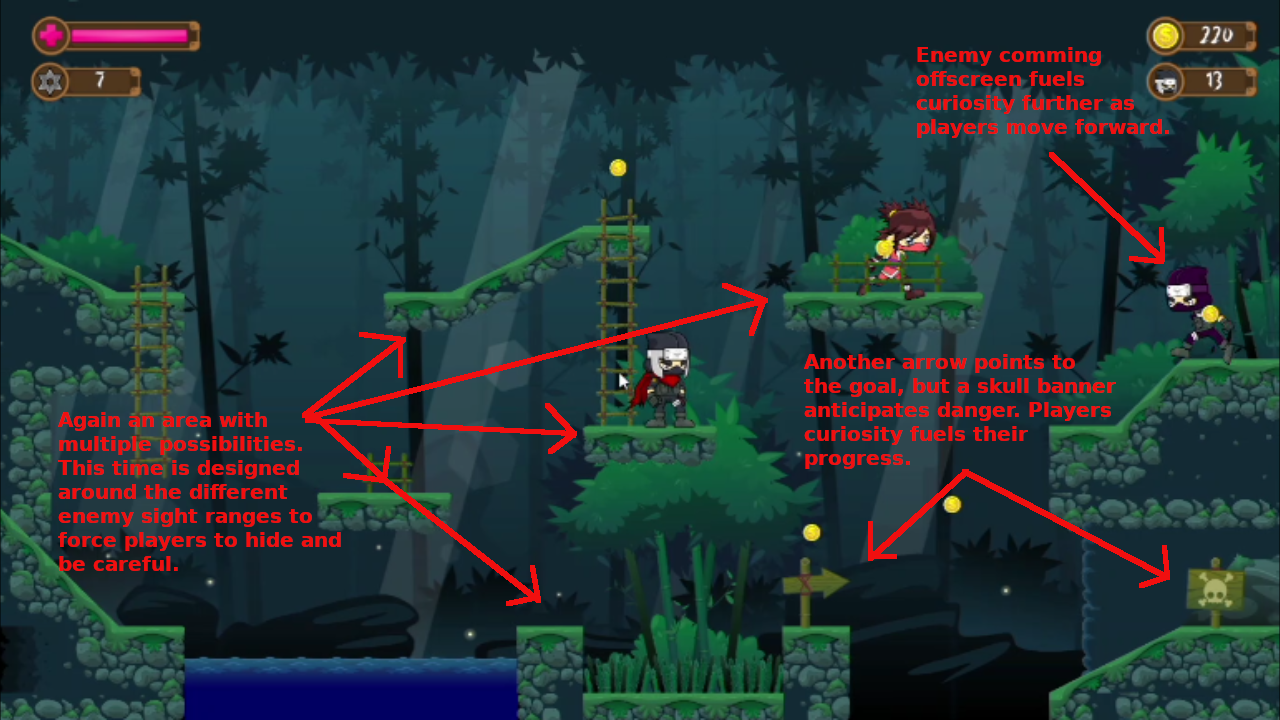 220
7
13
Enemy comming
offscreen fuels
curiosity further as
players move forward.
Another arrow points to
the goal, but a skull banner
anticipates danger. Players
curiosity fuels their
progress.
Again an area with
multiple possibilities.
This time is designed
around the different
enemy sight ranges to
force players to hide and
be careful.